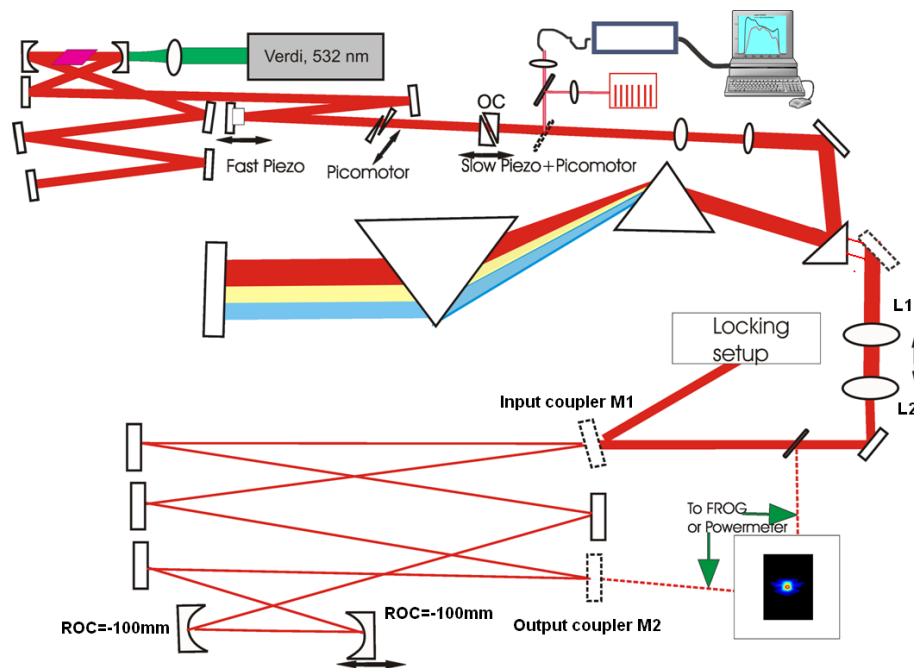 Verdi, 532 nm
OC
Fast Piezo
Picomotor
Slow Piezo+Picomotor
L1
Locking
setup
L2
Input coupler M1
To FROG
or Powermeter
ROC=-100mm
ROC=-100mm
Output coupler M2